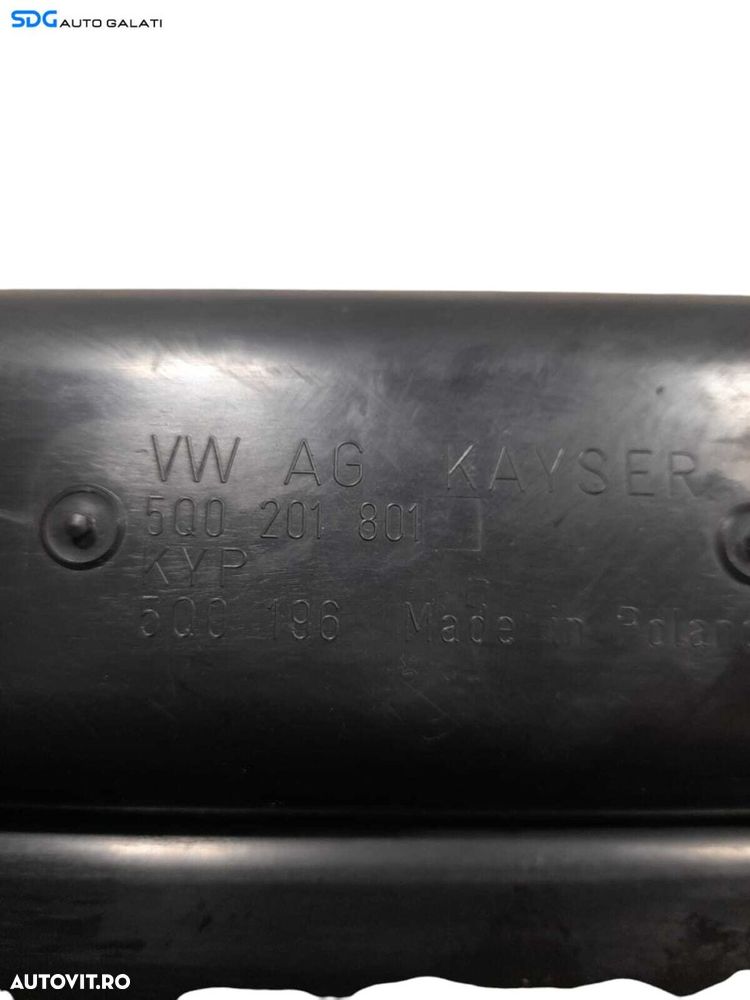 SDG AUTO GALATI
VW AG KAYSER
5Q0 201 801
KYP
5Q0 196 Made in Poland
AUTOVIT.RO